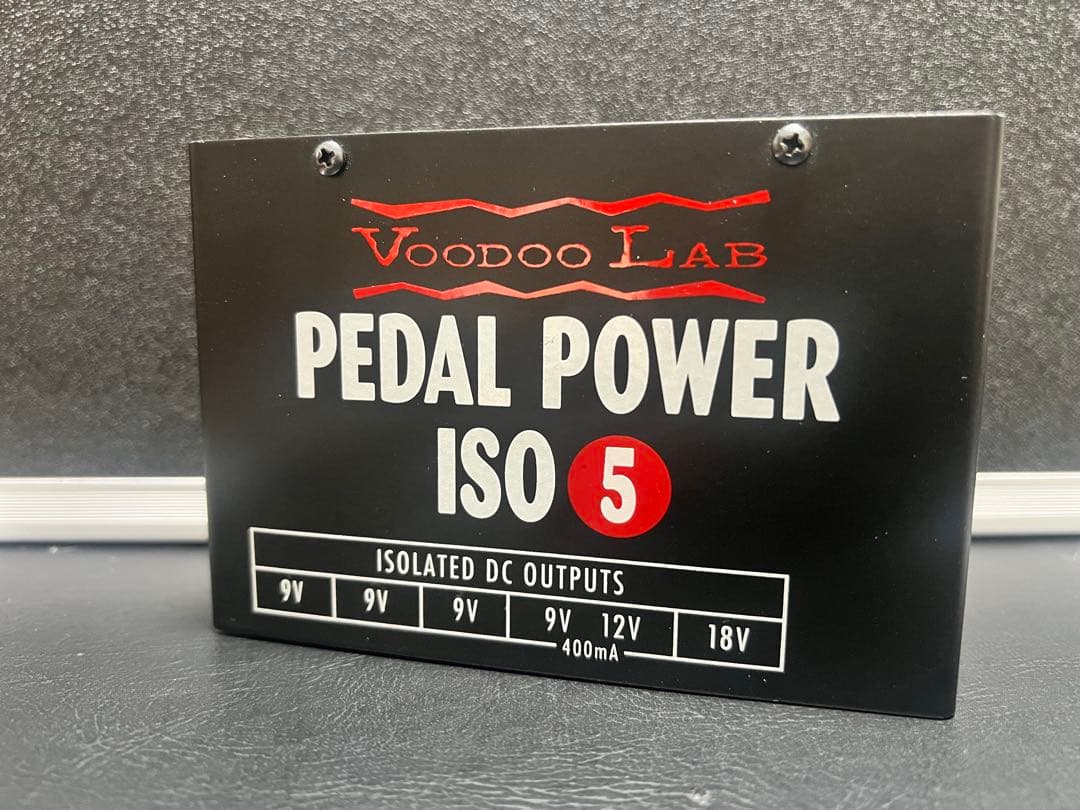 VOODOO LAB
PEDAL POWER
ISO 5
ISOLATED DC OUTPUTS
9V 9V 9V 9V 12V 18V
400mA